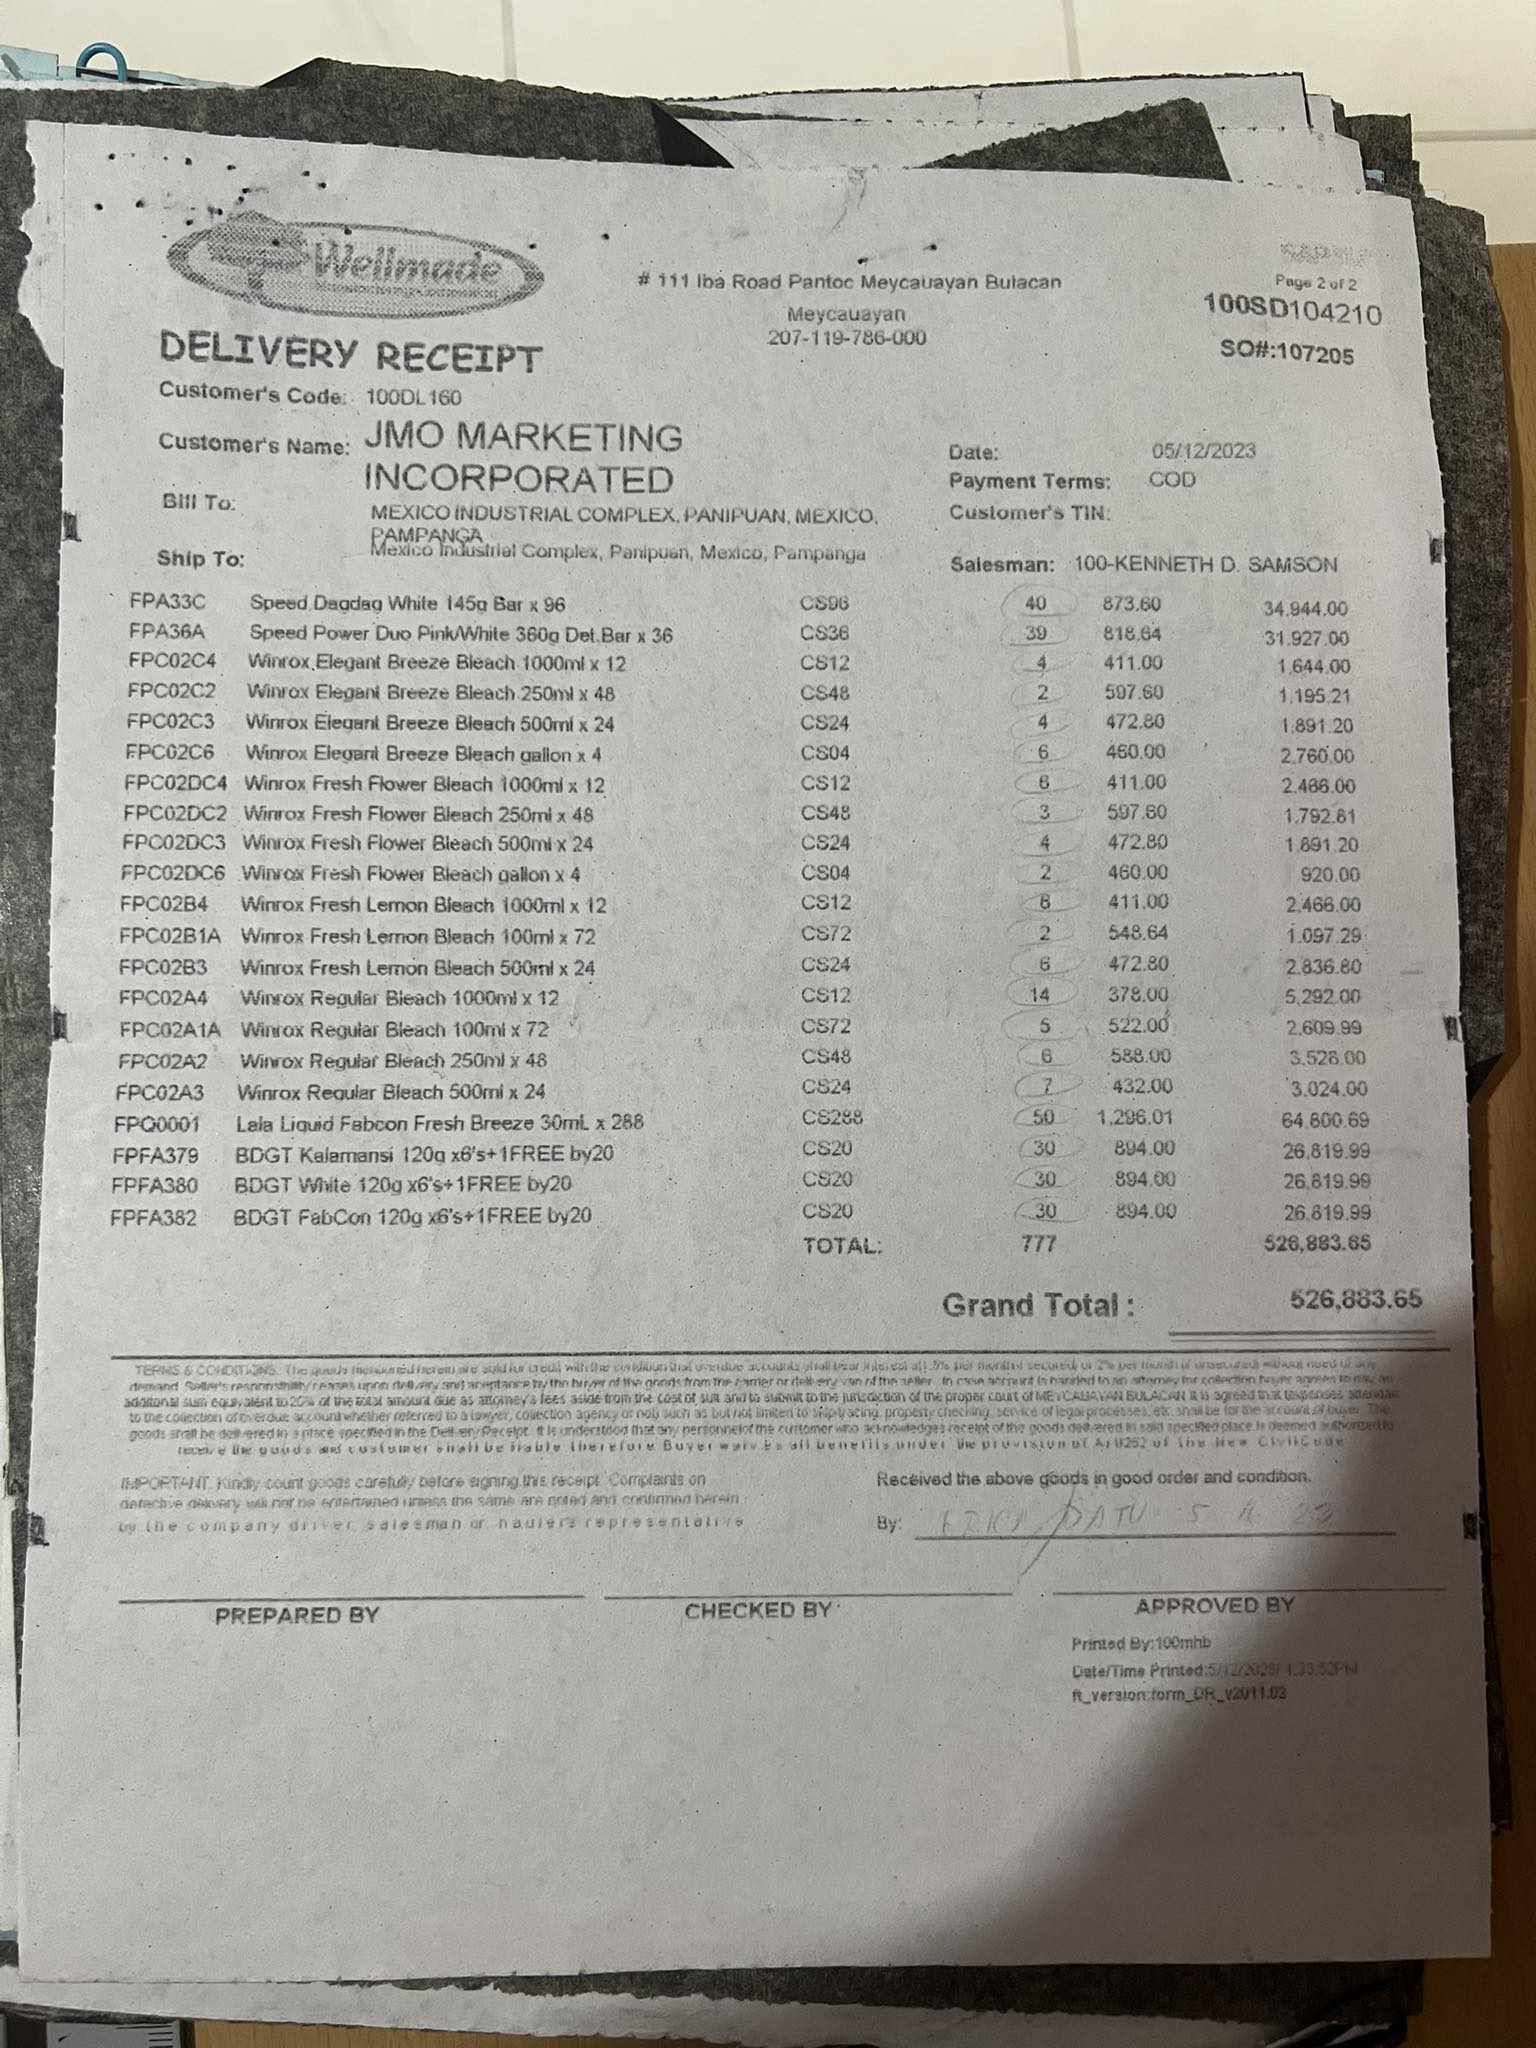 Wellmade
# 111 Iba Road Pantoc Meycauayan Bulacan
Meycauayan
207-119-786-000
Page 2 of 2
100SD104210
SO#:107205
DELIVERY RECEIPT
Customer's Code: 100DL160
Customer's Name: JMO MARKETING INCORPORATED
Date: 05/12/2023
Payment Terms: COD
Customer's TIN:
Bill To: MEXICO INDUSTRIAL COMPLEX, PANIPUAN, MEXICO,
PAMPANGA
Ship To: Mexico Industrial Complex, Panipuan, Mexico, Pampanga
Salesman: 100-KENNETH D. SAMSON
FPA33C Speed Dagdag White 145g Bar x 96 CS96 40 873.60 34,944.00
FPA36A Speed Power Duo Pink/White 360g Det.Bar x 36 CS36 39 818.64 31,927.00
FPC02C4 Winrox Elegant Breeze Bleach 1000ml x 12 CS12 4 411.00 1,644.00
FPC02C2 Winrox Elegant Breeze Bleach 250ml x 48 CS48 2 597.60 1,195.21
FPC02C3 Winrox Elegant Breeze Bleach 500ml x 24 CS24 4 472.80 1,891.20
FPC02C6 Winrox Elegant Breeze Bleach gallon x 4 CS04 6 460.00 2,760.00
FPC02DC4 Winrox Fresh Flower Bleach 1000ml x 12 CS12 6 411.00 2,466.00
FPC02DC2 Winrox Fresh Flower Bleach 250ml x 48 CS48 3 597.60 1,792.81
FPC02DC3 Winrox Fresh Flower Bleach 500ml x 24 CS24 4 472.80 1,891.20
FPC02DC6 Winrox Fresh Flower Bleach gallon x 4 CS04 2 460.00 920.00
FPC02B4 Winrox Fresh Lemon Bleach 1000ml x 12 CS12 6 411.00 2,466.00
FPC02B1A Winrox Fresh Lemon Bleach 100ml x 72 CS72 2 548.64 1,097.29
FPC02B3 Winrox Fresh Lemon Bleach 500ml x 24 CS24 6 472.80 2,836.80
FPC02A4 Winrox Regular Bleach 1000ml x 12 CS12 14 378.00 5,292.00
FPC02A1A Winrox Regular Bleach 100ml x 72 CS72 5 522.00 2,609.99
FPC02A2 Winrox Regular Bleach 250ml x 48 CS48 6 588.00 3,528.00
FPC02A3 Winrox Regular Bleach 500ml x 24 CS24 7 432.00 3,024.00
FPQ0001 Lala Liquid Fabcon Fresh Breeze 30mL x 288 CS288 50 1,296.01 64,800.69
FPFA379 BDGT Kalamansi 120g x6's+1FREE by20 CS20 30 894.00 26,819.99
FPFA380 BDGT White 120g x6's+1FREE by20 CS20 30 894.00 26,819.99
FPFA382 BDGT FabCon 120g x6's+1FREE by20 CS20 30 894.00 26,819.99
TOTAL: 777 526,883.65
Grand Total : 526,883.65
TERMS & CONDITIONS. The goods mentioned herein are sold for credit with the condition that overdue accounts shall bear interest at per month if secured, or 2% per month if unsecured, without need of any
demand. Seller's responsibility ceases upon delivery and aceptance by the buyer of the goods from the carrier or delivery van of the seller. In case account is handed to an attorney for collection buyer agrees to pay an
additonal sum equivalent to 20% of the total amount due as attorney's fees aside from the cost of suit and to submit to the jurisdiction of the proper court of MEYCAUAYAN BULACAN It is agreed that
to the collection of overdue account whether referred to a lawyer, collection agency or not) such as but not limited to skip tracing, property checking, service of legal processes, etc. shall be for the account of buyer. The
goods shall be delivered in a place specified in the Delivery Receipt. It is understood that any personnel of the customer who acknowledges receipt of the goods delivered in said specified place is deemed authorized to
receive the goods and customer shall be liable therefore Buyer waives all benefits under the provision of Art1252 of the New CivilCode
IMPORTANT. Kindly count goods carefully before signing this receipt. Complaints on
defective delivery will not be entertained unless the same are noted and confirmed herein
by the company driver, salesman or hauler's representative
Received the above goods in good order and condition.
By: DATU 5 23
PREPARED BY
CHECKED BY
APPROVED BY
Printed By:100mhb
Date/Time Printed:5/12/2023/
ft_version:form_DR_v2011.02